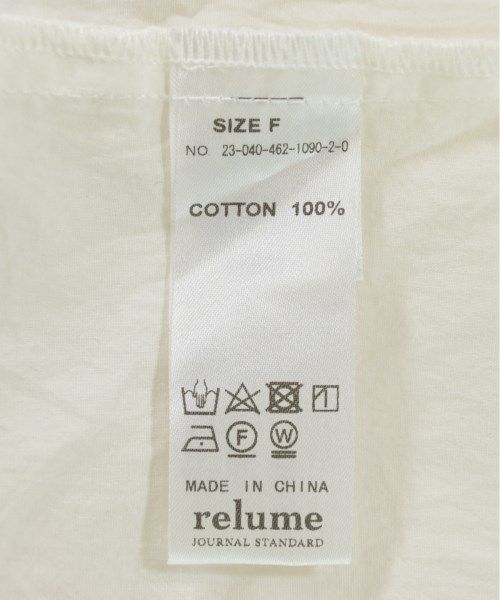 SIZE F
NO. 23-040-462-1090-2-0
COTTON 100%
F W
MADE IN CHINA
relume
JOURNAL STANDARD